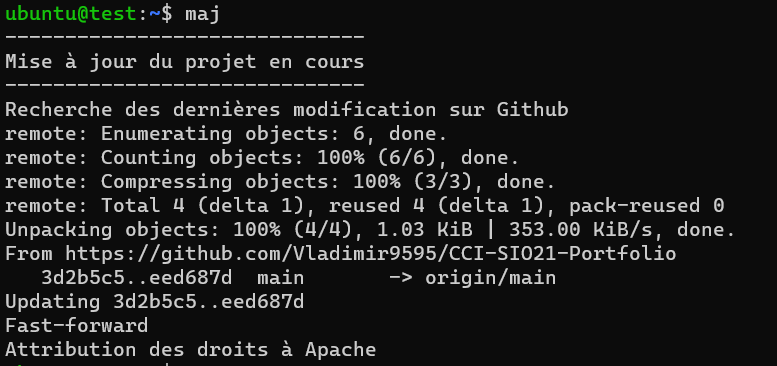 ubuntu@test:~$ maj
------------------------------
Mise à jour du projet en cours
------------------------------
Recherche des dernières modification sur Github
remote: Enumerating objects: 6, done.
remote: Counting objects: 100% (6/6), done.
remote: Compressing objects: 100% (3/3), done.
remote: Total 4 (delta 1), reused 4 (delta 1), pack-reused 0
Unpacking objects: 100% (4/4), 1.03 KiB | 353.00 KiB/s, done.
From https://github.com/Vladimir9595/CCI-SIO21-Portfolio
   3d2b5c5..eed687d  main       -> origin/main
Updating 3d2b5c5..eed687d
Fast-forward
Attribution des droits à Apache